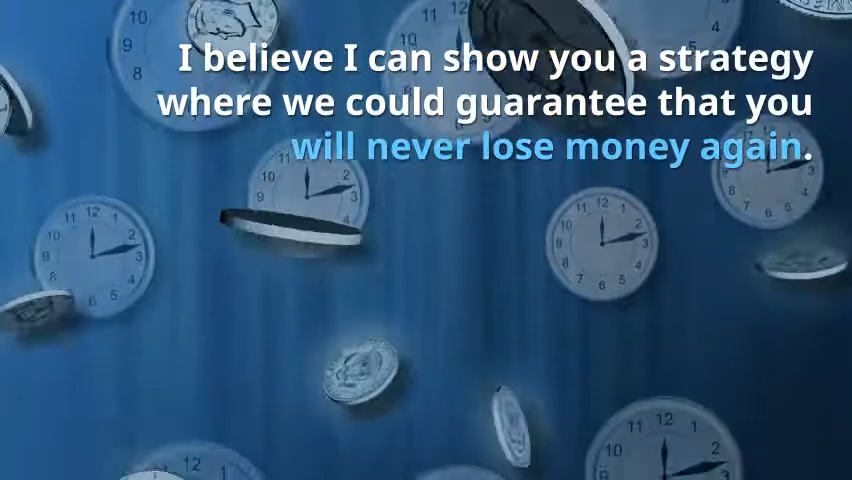 I believe I can show you a strategy
where we could guarantee that you
will never lose money again.